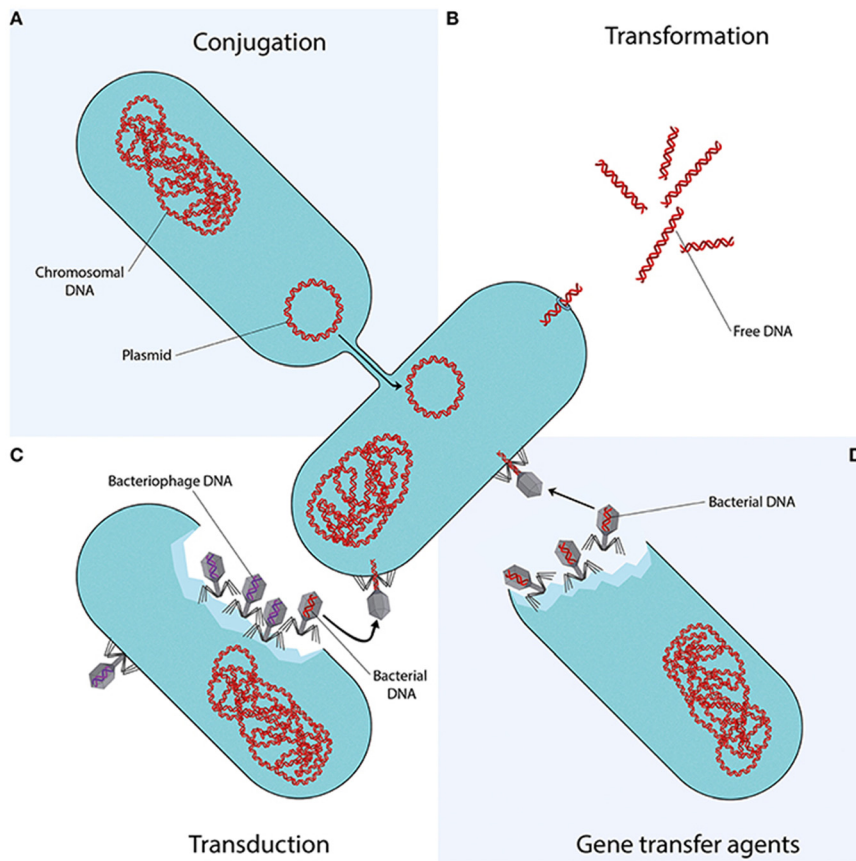 A
Conjugation
Chromosomal
DNA
Plasmid
B
Transformation
Free DNA
C
Bacteriophage DNA
Bacterial
DNA
Transduction
D
Bacterial DNA
Gene transfer agents